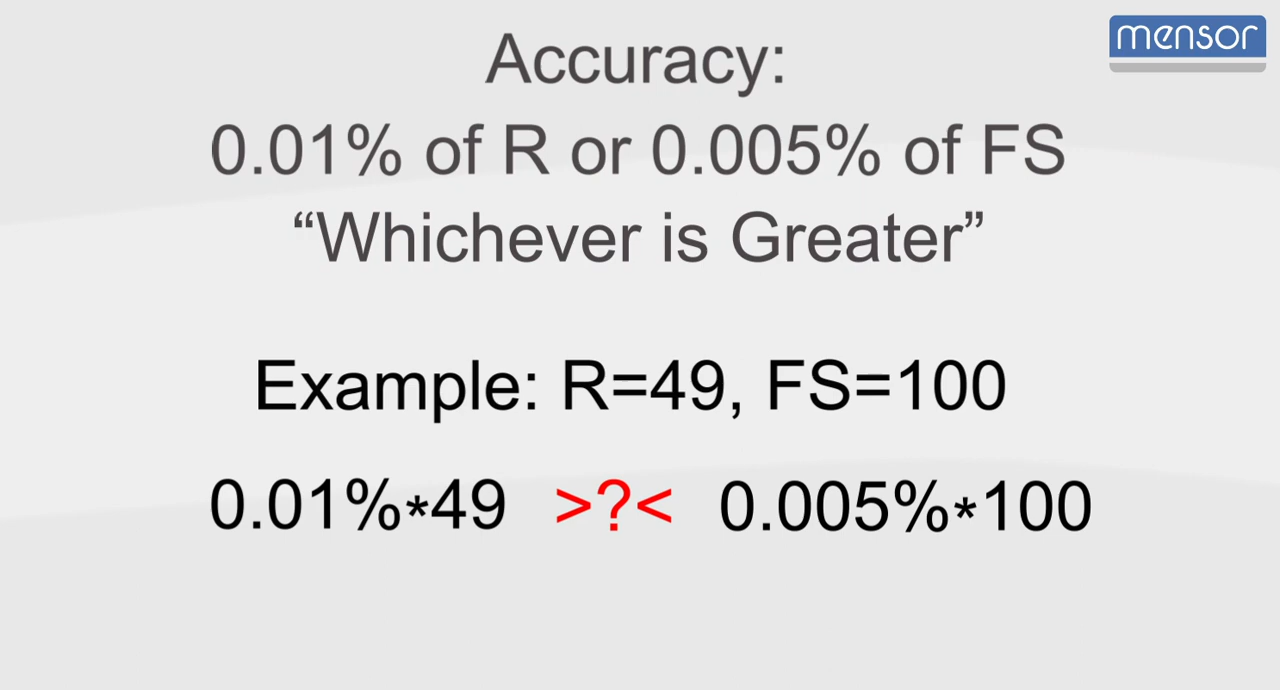 mensor
Accuracy:
0.01% of R or 0.005% of FS
“Whichever is Greater”
Example: R=49, FS=100
0.01%*49 >?< 0.005%*100